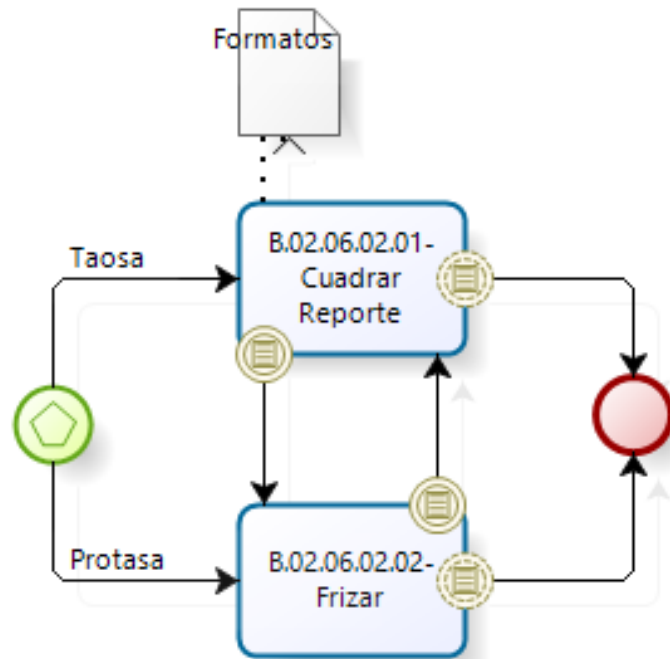 Formatos
Taosa
B.02.06.02.01-
Cuadrar
Reporte
Protasa
B.02.06.02.02-
Frizar